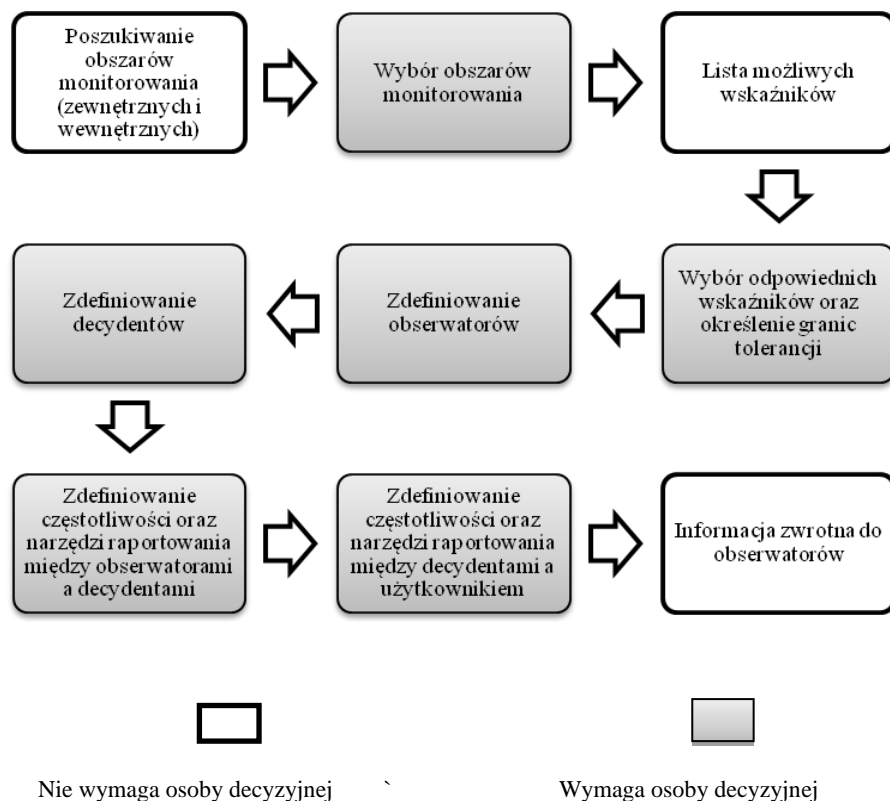 Poszukiwanie
obszarów
monitorowania
(zewnętrznych i
wewnętrznych)
Wybór obszarów
monitorowania
Lista możliwych
wskaźników
Wybór odpowiednich
wskaźników oraz
określenie granic
tolerancji
Zdefiniowanie
obserwatorów
Zdefiniowanie
decydentów
Zdefiniowanie
częstotliwości oraz
narzędzi raportowania
między obserwatorami
a decydentami
Zdefiniowanie
częstotliwości oraz
narzędzi raportowania
między decydentami a
użytkownikiem
Informacja zwrotna do
obserwatorów
Nie wymaga osoby decyzyjnej ` Wymaga osoby decyzyjnej